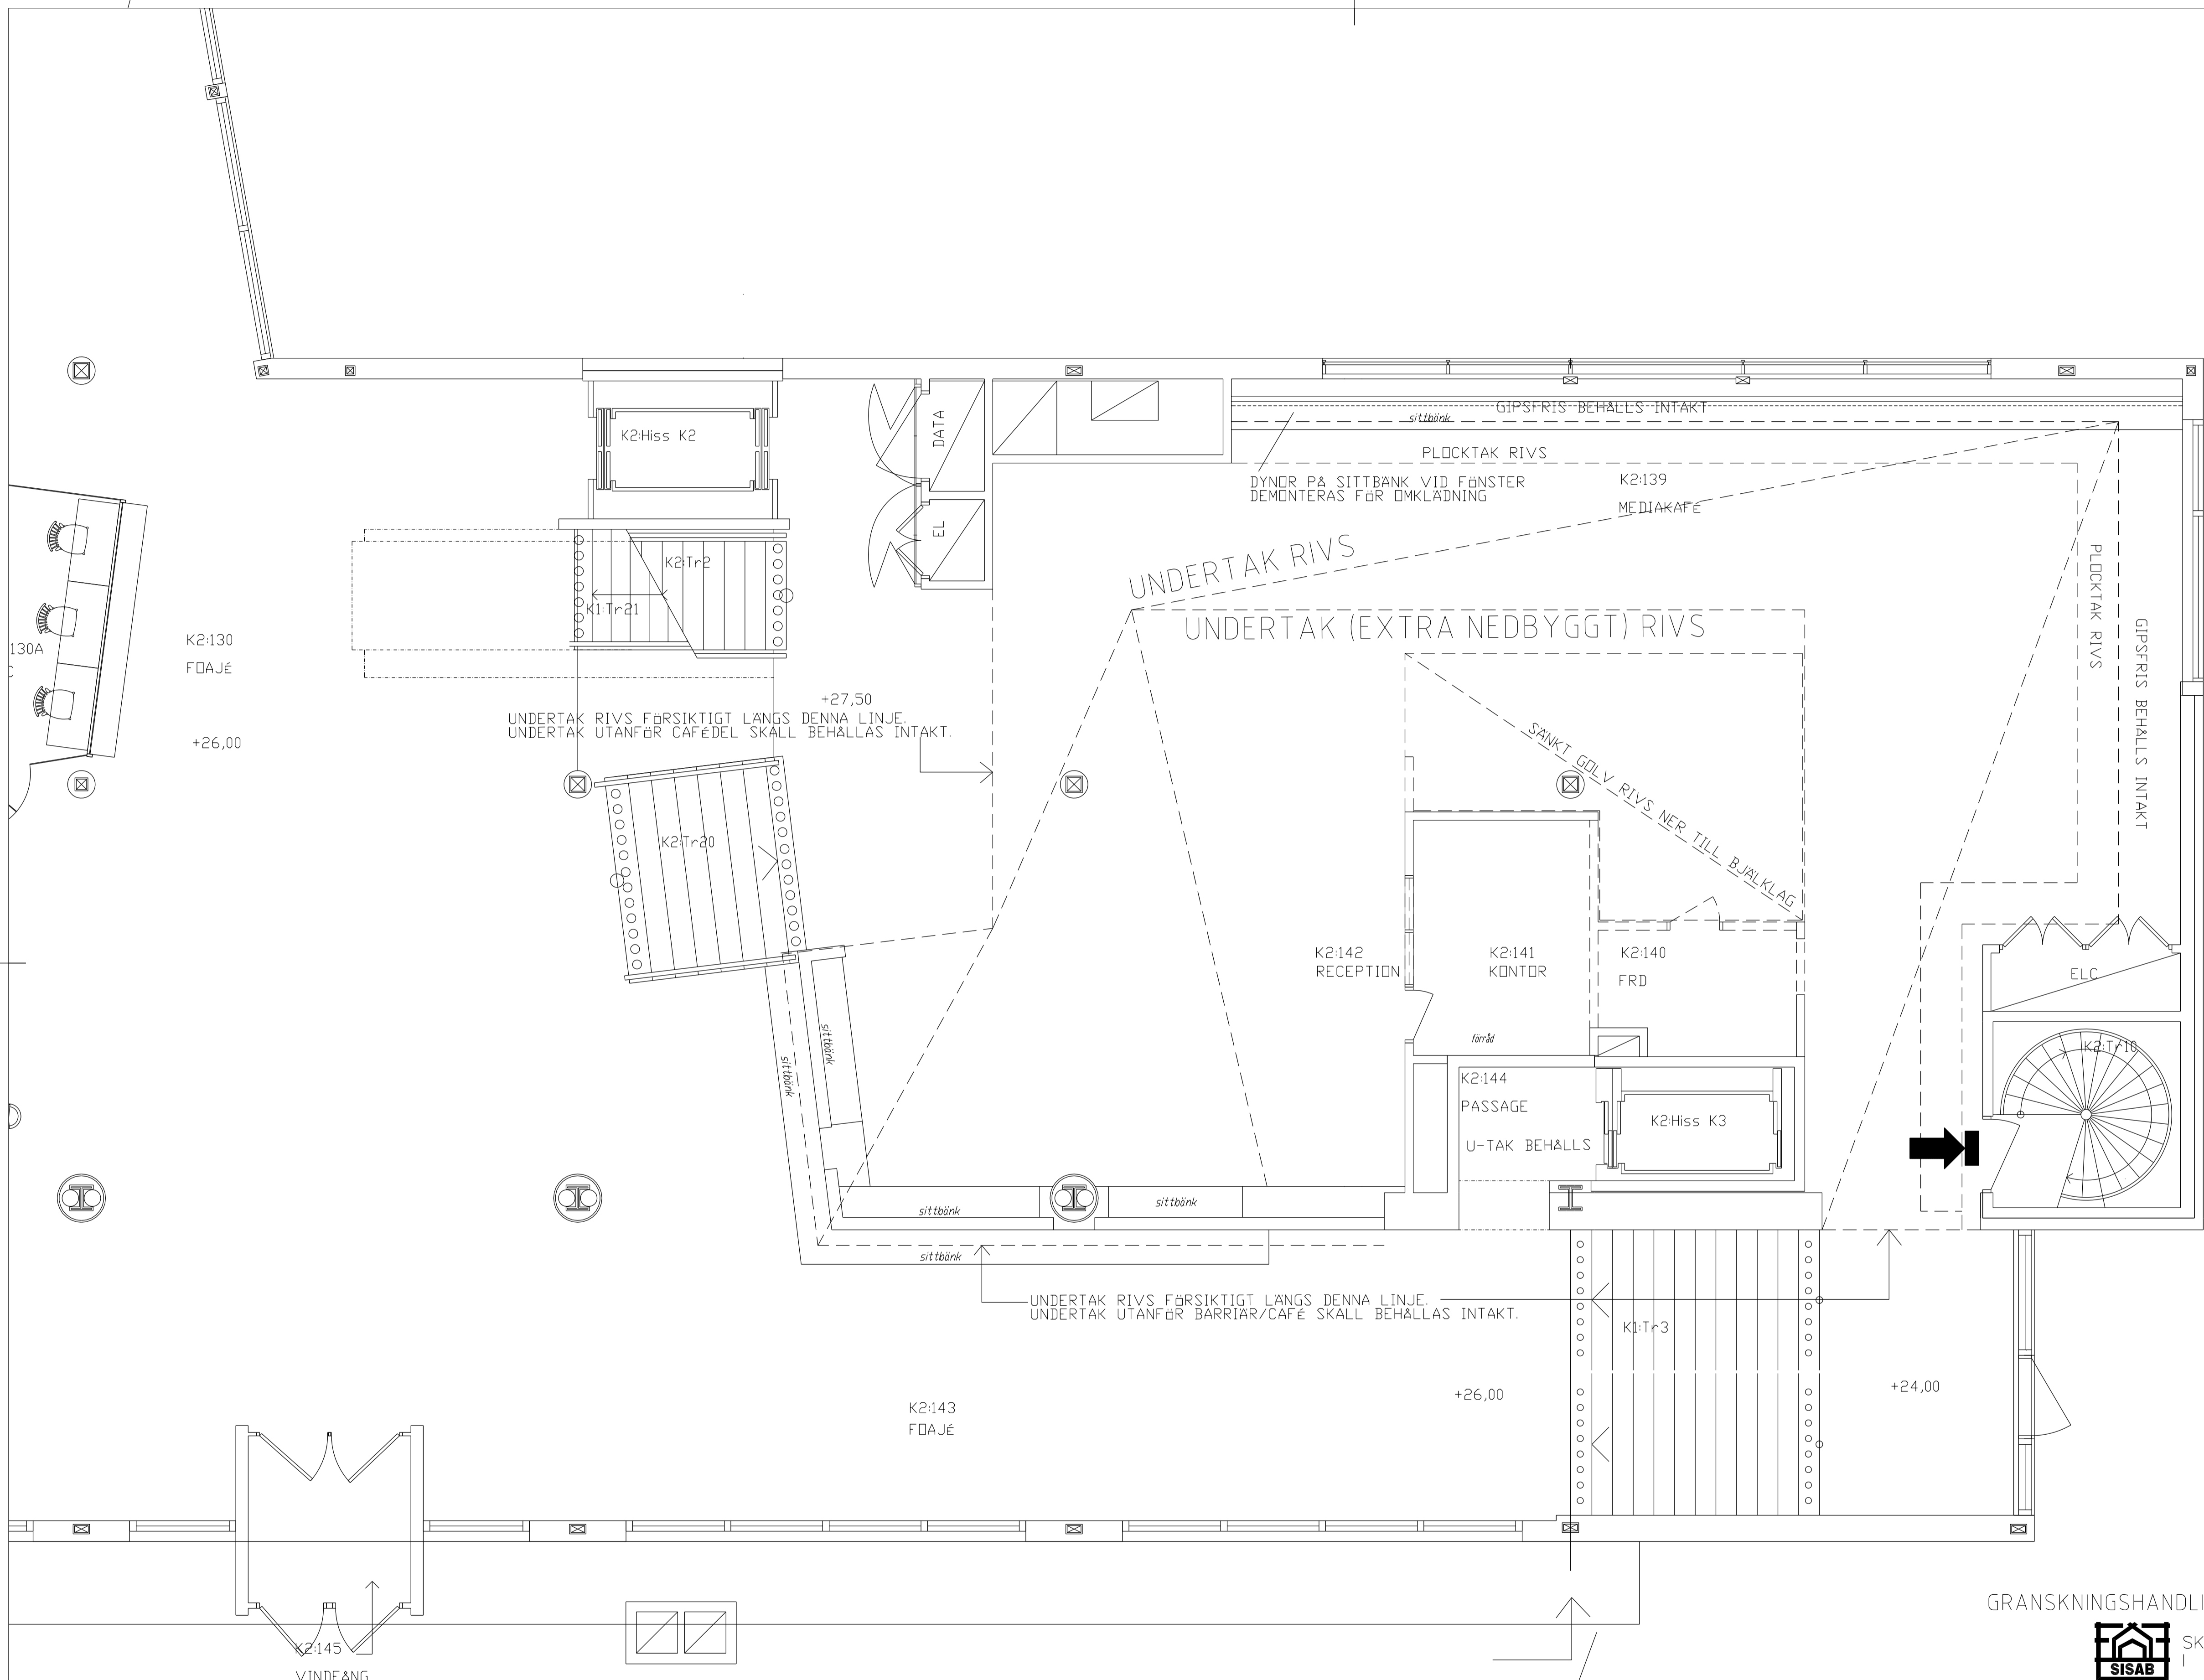 K2:Hiss K2
DATA
EL
GIPSFRIS BEHÅLLS INTAKT
sittbänk
PLOCKTAK RIVS
DYNOR PÅ SITTBÄNK VID FÖNSTER
DEMONTERAS FÖR OMKLÄDNING
K2:139
MEDIAKAFÉ
K2:Tr2
K1:Tr21
UNDERTAK RIVS
UNDERTAK (EXTRA NEDBYGGT) RIVS
PLOCKTAK RIVS
GIPSFRIS BEHÅLLS INTAKT
130A
K2:130
FOAJÉ
+26,00
+27,50
UNDERTAK RIVS FÖRSIKTIGT LÄNGS DENNA LINJE.
UNDERTAK UTANFÖR CAFÉDEL SKALL BEHÅLLAS INTAKT.
SÄNKT GOLV RIVS NER TILL BJÄLKLAG
K2:Tr20
K2:142
RECEPTION
K2:141
KONTOR
K2:140
FRD
ELC
förråd
sittbänk
sittbänk
K2:Tr10
K2:144
PASSAGE
U-TAK BEHÅLLS
K2:Hiss K3
sittbänk
sittbänk
sittbänk
UNDERTAK RIVS FÖRSIKTIGT LÄNGS DENNA LINJE.
UNDERTAK UTANFÖR BARRIÄR/CAFÉ SKALL BEHÅLLAS INTAKT.
K1:Tr3
+26,00
+24,00
K2:143
FOAJÉ
K2:145
VINDFÅNG
GRANSKNINGSHANDLI
SK
SISAB